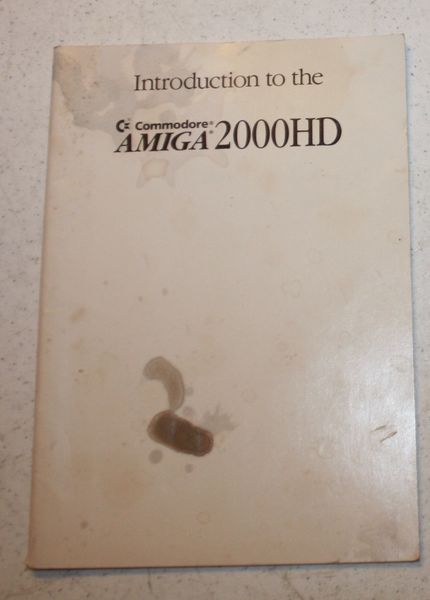 Introduction to the
Commodore®
AMIGA® 2000HD